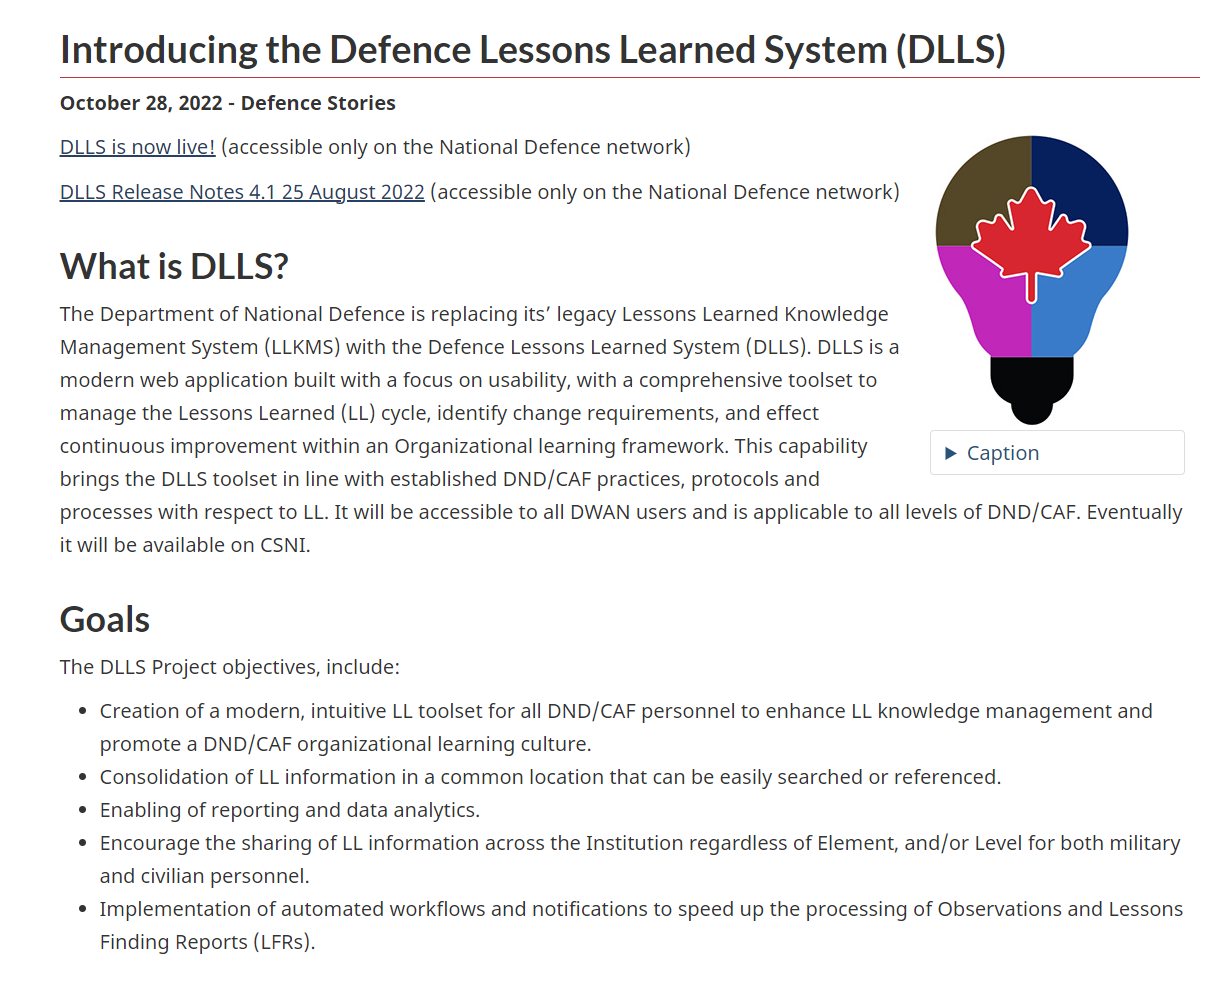 Introducing the Defence Lessons Learned System (DLLS)
October 28, 2022 - Defence Stories
DLLS is now live! (accessible only on the National Defence network)
DLLS Release Notes 4.1 25 August 2022 (accessible only on the National Defence network)
What is DLLS?
The Department of National Defence is replacing its’ legacy Lessons Learned Knowledge
Management System (LLKMS) with the Defence Lessons Learned System (DLLS). DLLS is a
modern web application built with a focus on usability, with a comprehensive toolset to
manage the Lessons Learned (LL) cycle, identify change requirements, and effect
continuous improvement within an Organizational learning framework. This capability
brings the DLLS toolset in line with established DND/CAF practices, protocols and
processes with respect to LL. It will be accessible to all DWAN users and is applicable to all levels of DND/CAF. Eventually
it will be available on CSNI.
Caption
Goals
The DLLS Project objectives, include:
• Creation of a modern, intuitive LL toolset for all DND/CAF personnel to enhance LL knowledge management and
promote a DND/CAF organizational learning culture.
• Consolidation of LL information in a common location that can be easily searched or referenced.
• Enabling of reporting and data analytics.
• Encourage the sharing of LL information across the Institution regardless of Element, and/or Level for both military
and civilian personnel.
• Implementation of automated workflows and notifications to speed up the processing of Observations and Lessons
Finding Reports (LFRs).